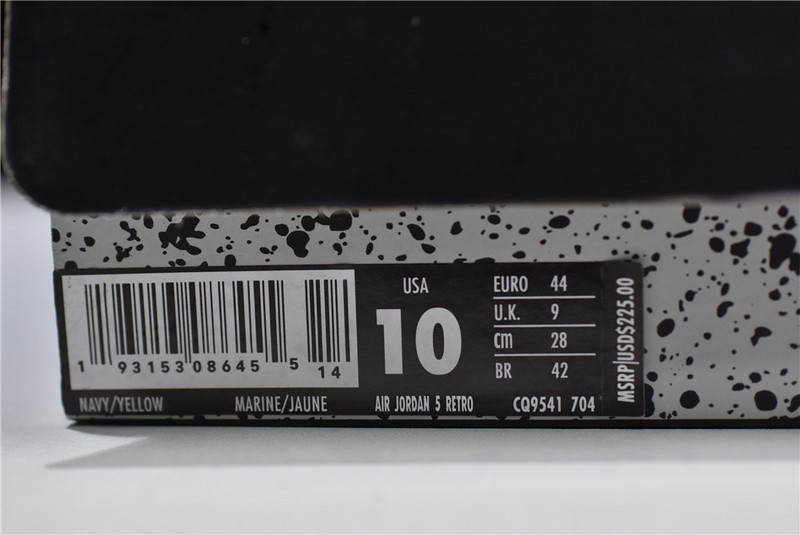 USA
10
EURO 44
U.K. 9
Cm 28
BR 42
MSRP|USD$225.00
1 93153 08645 5 14
NAVY/YELLOW MARINE/JAUNE AIR JORDAN 5 RETRO CQ9541 704